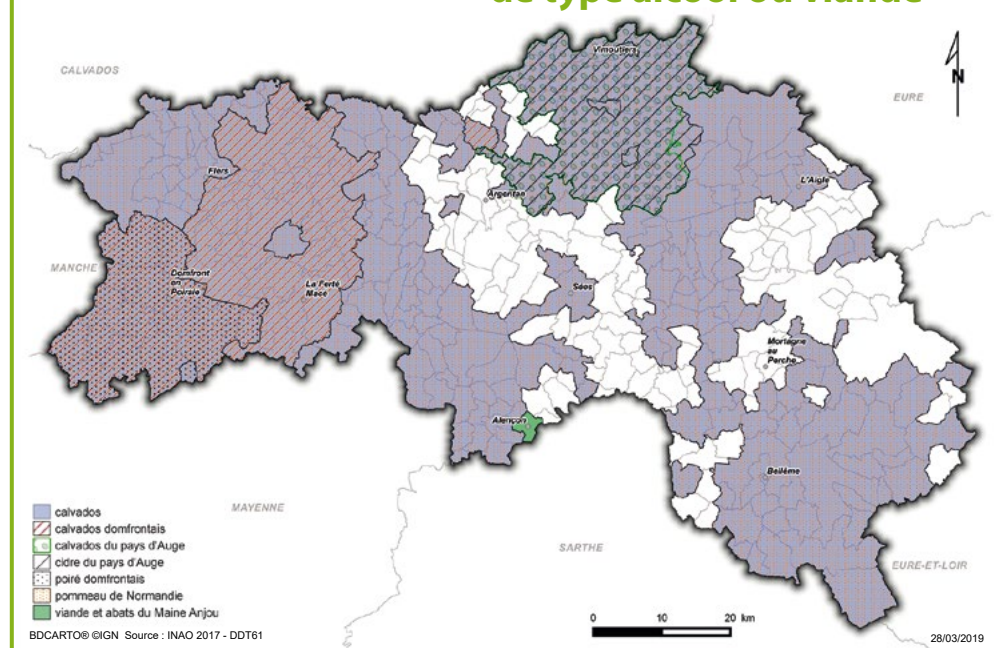 de type alcool ou viande
CALVADOS
Vimoutiers
N
EURE
Flers
L'Aigle
Argentan
MANCHE
Domfront
en
Poiraie
La Ferté
Macé
Sées
Mortagne
au
Perche
Alençon
Bellême
MAYENNE
SARTHE
EURE-ET-LOIR
calvados
calvados domfrontais
calvados du pays d'Auge
cidre du pays d'Auge
poiré domfrontais
pommeau de Normandie
viande et abats du Maine Anjou
0 10 20 km
BDCARTO® ©IGN Source : INAO 2017 - DDT61
28/03/2019